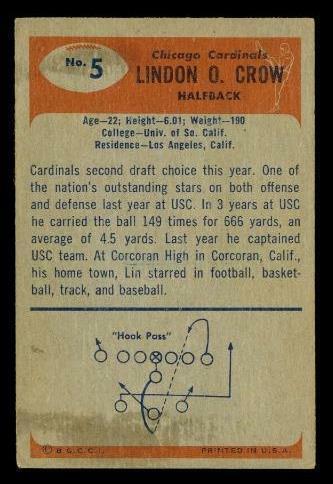 No. 5
Chicago Cardinals
LINDON O. CROW
HALFBACK
Age—22; Height—6.01; Weight—190
College—Univ. of So. Calif.
Residence—Los Angeles, Calif.
Cardinals second draft choice this year. One of
the nation's outstanding stars on both offense
and defense last year at USC. In 3 years at USC
he carried the ball 149 times for 666 yards, an
average of 4.5 yards. Last year he captained
USC team. At Corcoran High in Corcoran, Calif.,
his home town, Lin starred in football, basket-
ball, track, and baseball.
"Hook Pass"
© B.G.C.C.I.
PRINTED IN U.S.A.